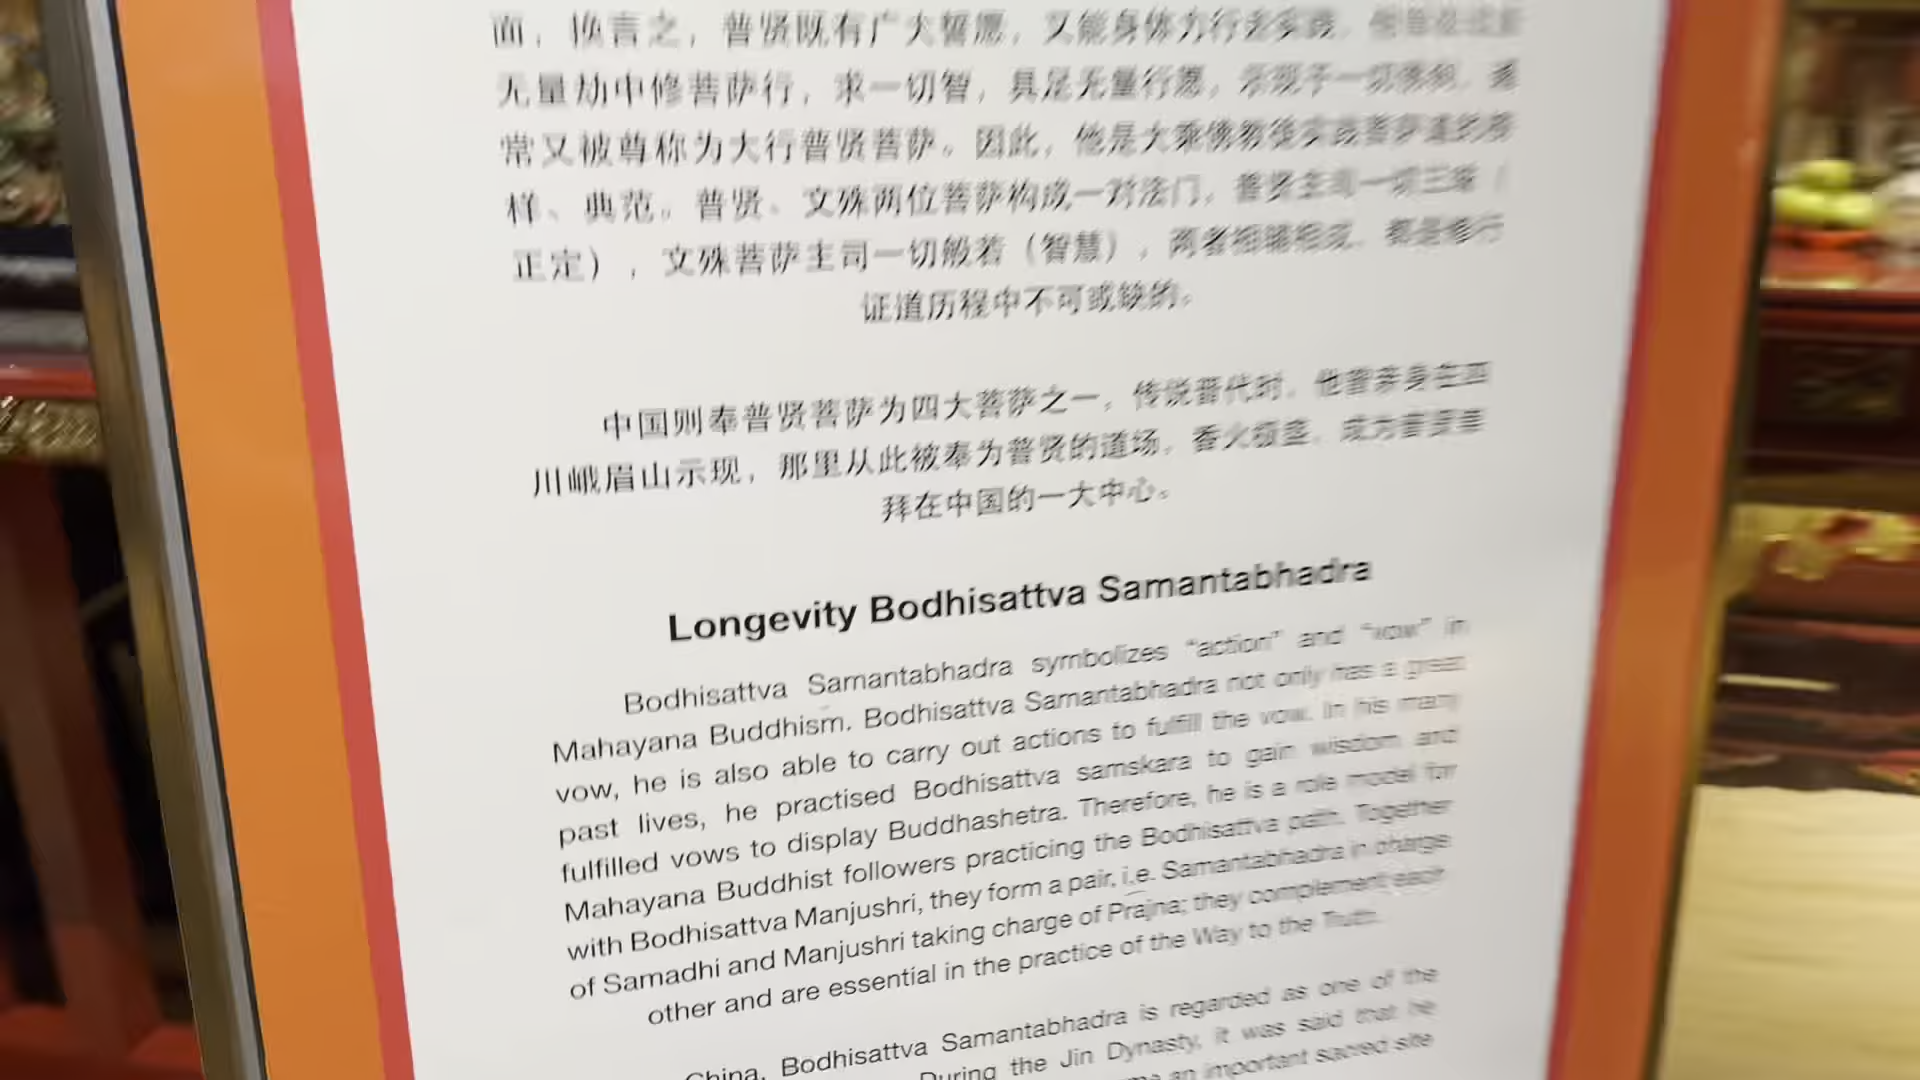 面，换言之，普贤既有广大誓愿，又能身体力行去实践。
无量劫中修菩萨行，求一切智，具足无量行愿，示现于一切佛刹。通
常又被尊称为大行普贤菩萨。因此，他是大乘佛教徒实践菩萨道的榜
样、典范。普贤、文殊两位菩萨构成一对法门，普贤主司一切三昧（
正定），文殊菩萨主司一切般若（智慧），两者相辅相成，都是修行
证道历程中不可或缺的。
中国则奉普贤菩萨为四大菩萨之一，传说晋代时，他曾亲身在四
川峨眉山示现，那里从此被奉为普贤的道场，香火极盛，成为普贤崇
拜在中国的一大中心。
Longevity Bodhisattva Samantabhadra
Bodhisattva Samantabhadra symbolizes “action” and “vow” in
Mahayana Buddhism. Bodhisattva Samantabhadra not only has a great
vow, he is also able to carry out actions to fulfill the vow. In his many
past lives, he practised Bodhisattva samskara to gain wisdom and
fulfilled vows to display Buddhashetra. Therefore, he is a role model for
Mahayana Buddhist followers practicing the Bodhisattva path. Together
with Bodhisattva Manjushri, they form a pair, i.e. Samantabhadra in charge
of Samadhi and Manjushri taking charge of Prajna; they complement each
other and are essential in the practice of the Way to the Truth.
China, Bodhisattva Samantabhadra is regarded as one of the
During the Jin Dynasty, it was said that he
an important sacred site